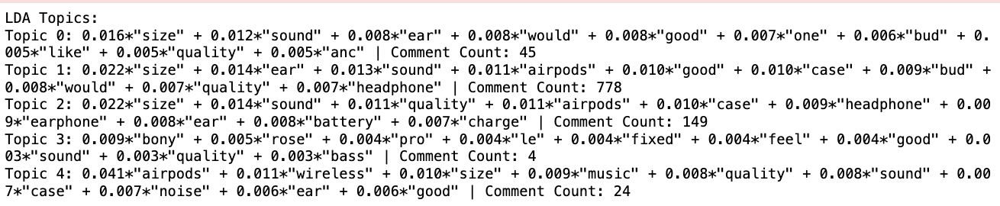 LDA Topics:
Topic 0: 0.016*"size" + 0.012*"sound" + 0.008*"ear" + 0.008*"would" + 0.008*"good" + 0.007*"one" + 0.006*"bud" + 0.
005*"like" + 0.005*"quality" + 0.005*"anc" | Comment Count: 45
Topic 1: 0.022*"size" + 0.014*"ear" + 0.013*"sound" + 0.011*"airpods" + 0.010*"good" + 0.010*"case" + 0.009*"bud" +
0.008*"would" + 0.007*"quality" + 0.007*"headphone" | Comment Count: 778
Topic 2: 0.022*"size" + 0.014*"sound" + 0.011*"quality" + 0.011*"airpods" + 0.010*"case" + 0.009*"headphone" + 0.00
9*"earphone" + 0.008*"ear" + 0.008*"battery" + 0.007*"charge" | Comment Count: 149
Topic 3: 0.009*"bony" + 0.005*"rose" + 0.004*"pro" + 0.004*"le" + 0.004*"fixed" + 0.004*"feel" + 0.004*"good" + 0.0
03*"sound" + 0.003*"quality" + 0.003*"bass" | Comment Count: 4
Topic 4: 0.041*"airpods" + 0.011*"wireless" + 0.010*"size" + 0.009*"music" + 0.008*"quality" + 0.008*"sound" + 0.00
7*"case" + 0.007*"noise" + 0.006*"ear" + 0.006*"good" | Comment Count: 24